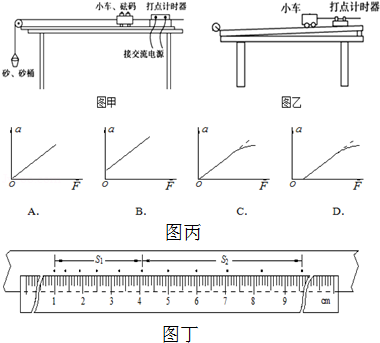 小车、砝码 打点计时器
砂、砂桶
接交流电源
图甲
小车 打点计时器
图乙
a a a a
O F O F O F O F
A. B. C. D.
图丙
S1 S2
1 2 3 4 5 6 7 8 9 cm
图丁